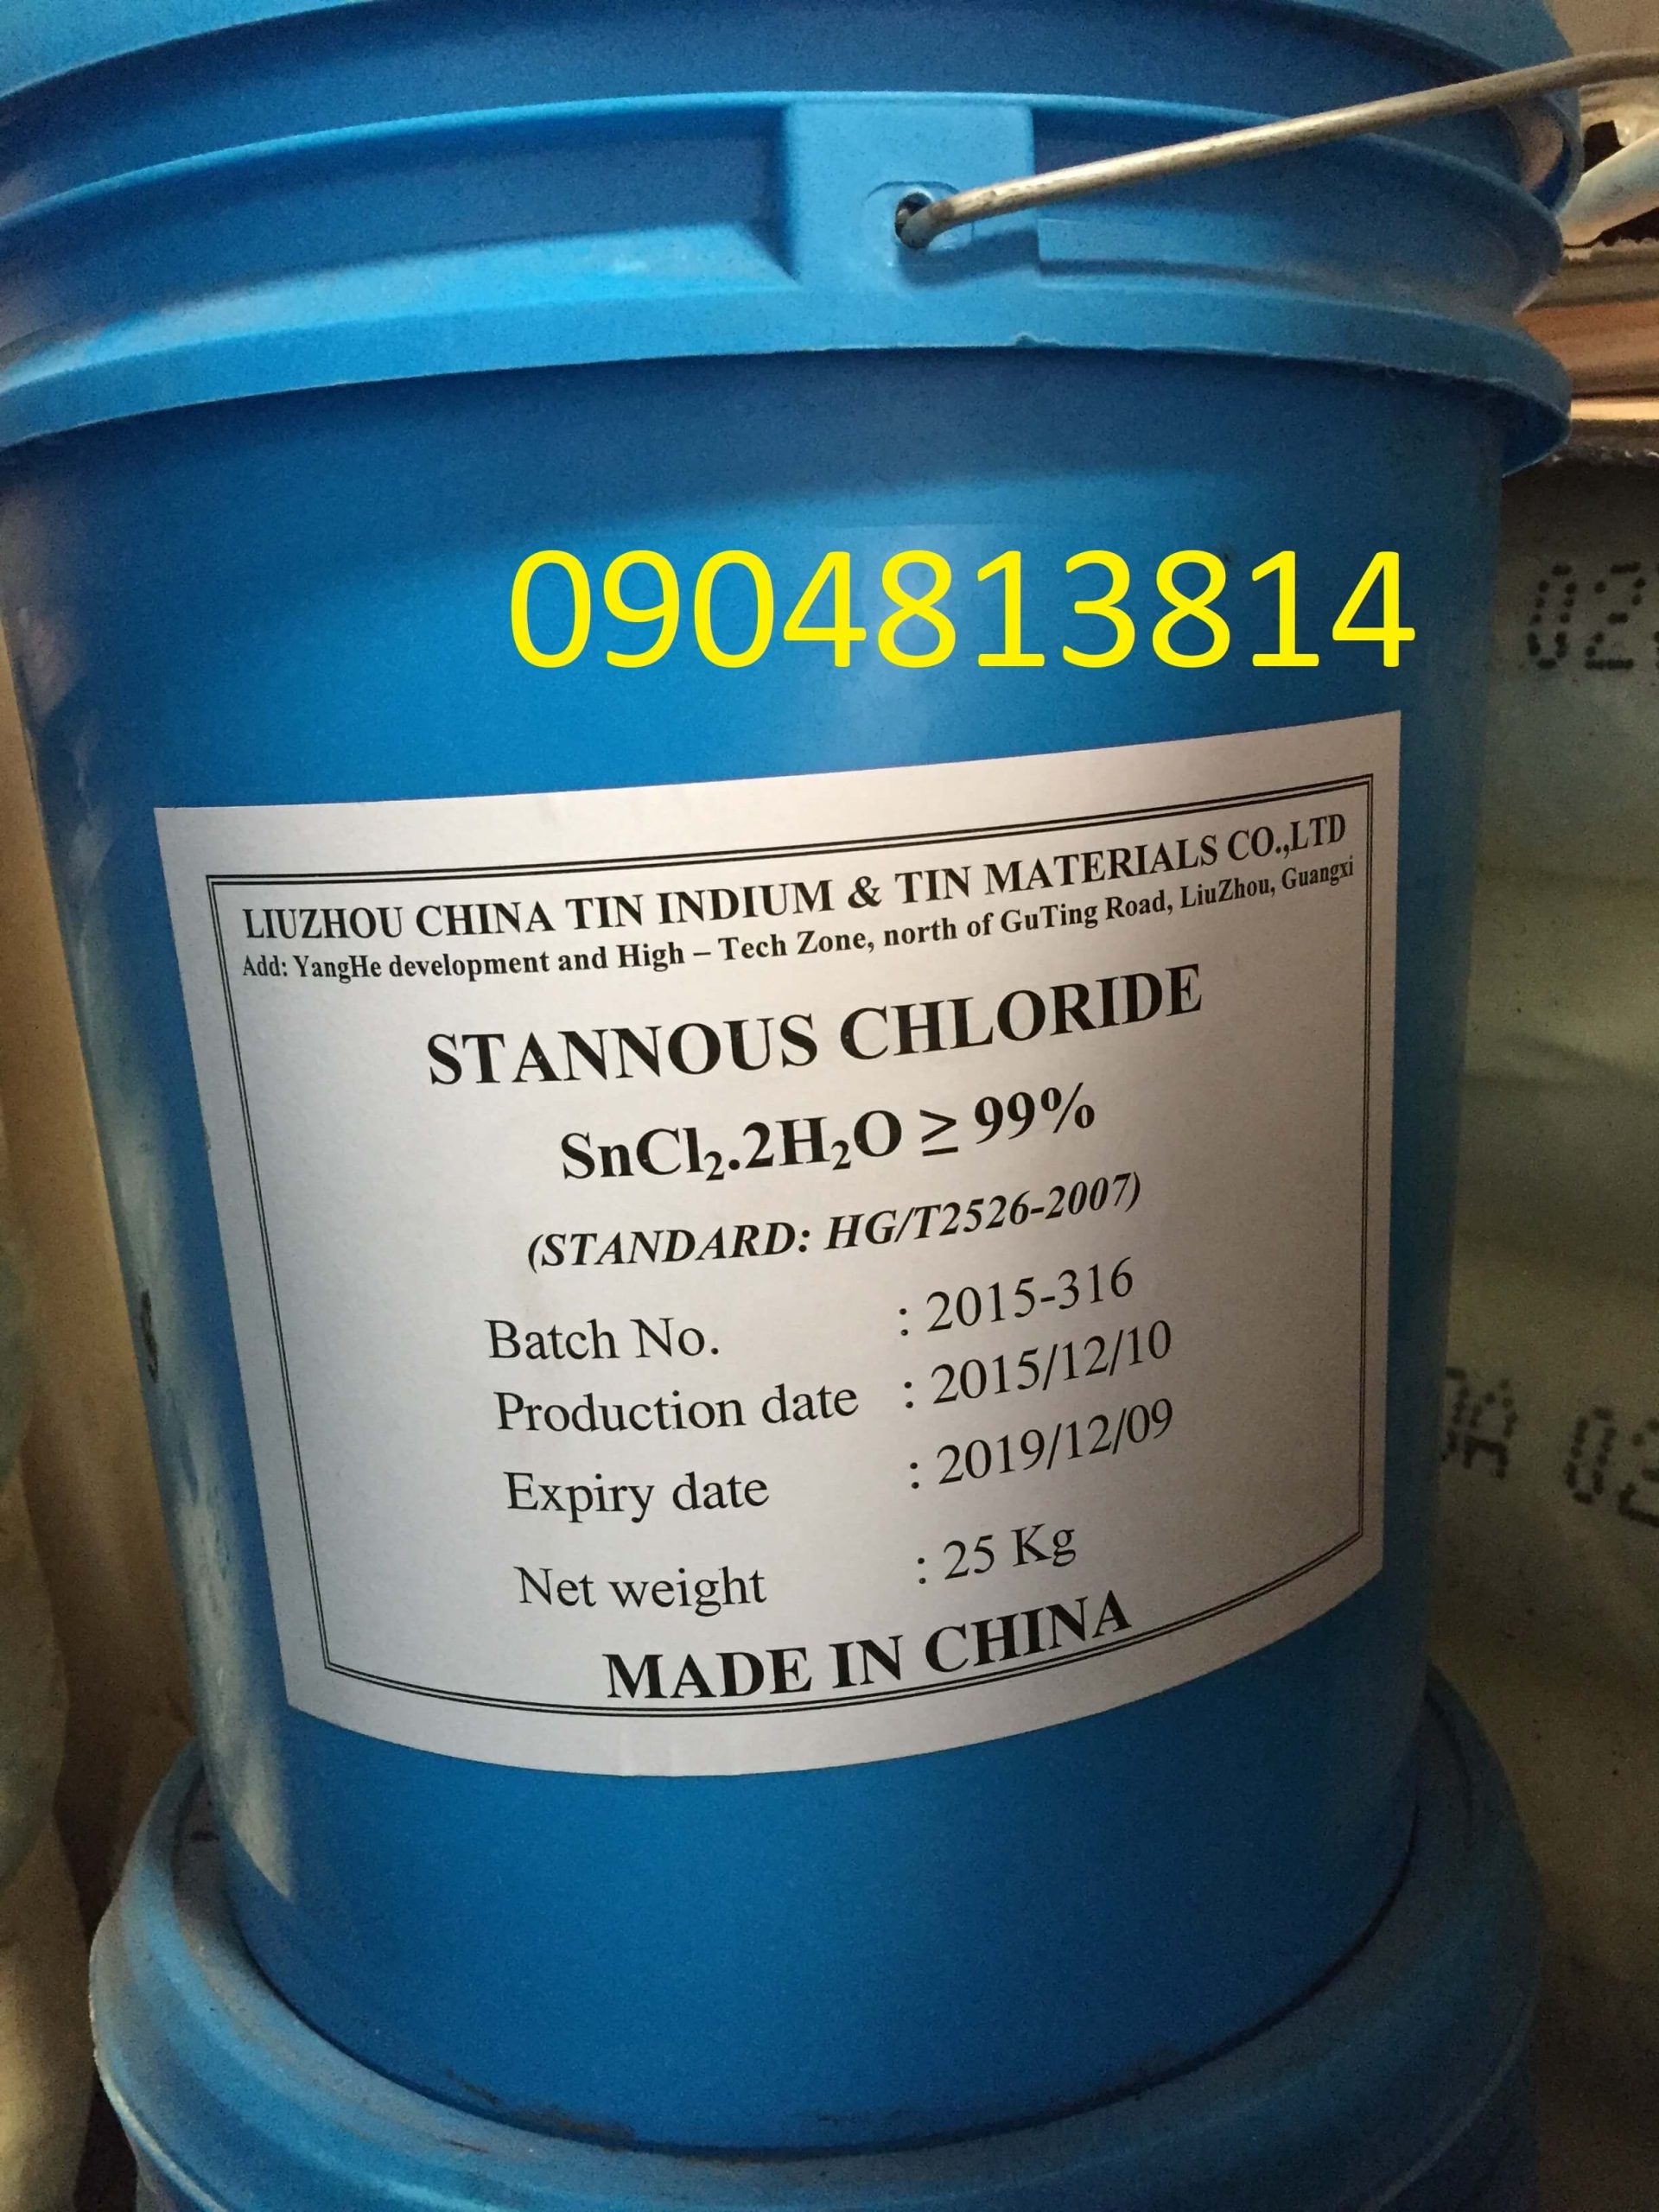 0904813814
LIUZHOU CHINA TIN INDIUM & TIN MATERIALS CO.,LTD
Add: YangHe development and High – Tech Zone, north of GuTing Road, LiuZhou, Guangxi
STANNOUS CHLORIDE
SnCl₂.2H₂O ≥ 99%
(STANDARD: HG/T2526-2007)
Batch No. : 2015-316
Production date : 2015/12/10
Expiry date : 2019/12/09
Net weight : 25 Kg
MADE IN CHINA